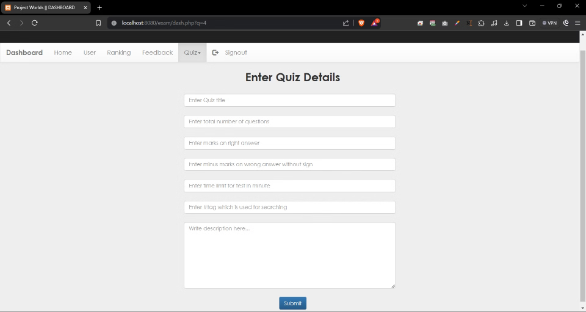 Project Worlds || DASHBOARD
localhost:8080/exam/dash.php?q=4
VPN
Dashboard Home User Ranking Feedback Quiz Signout
Enter Quiz Details
Enter Quiz title
Enter total number of questions
Enter marks on right answer
Enter minus marks on wrong answer without sign
Enter time limit for test in minute
Enter #tag which is used for searching
Write description here...
Submit